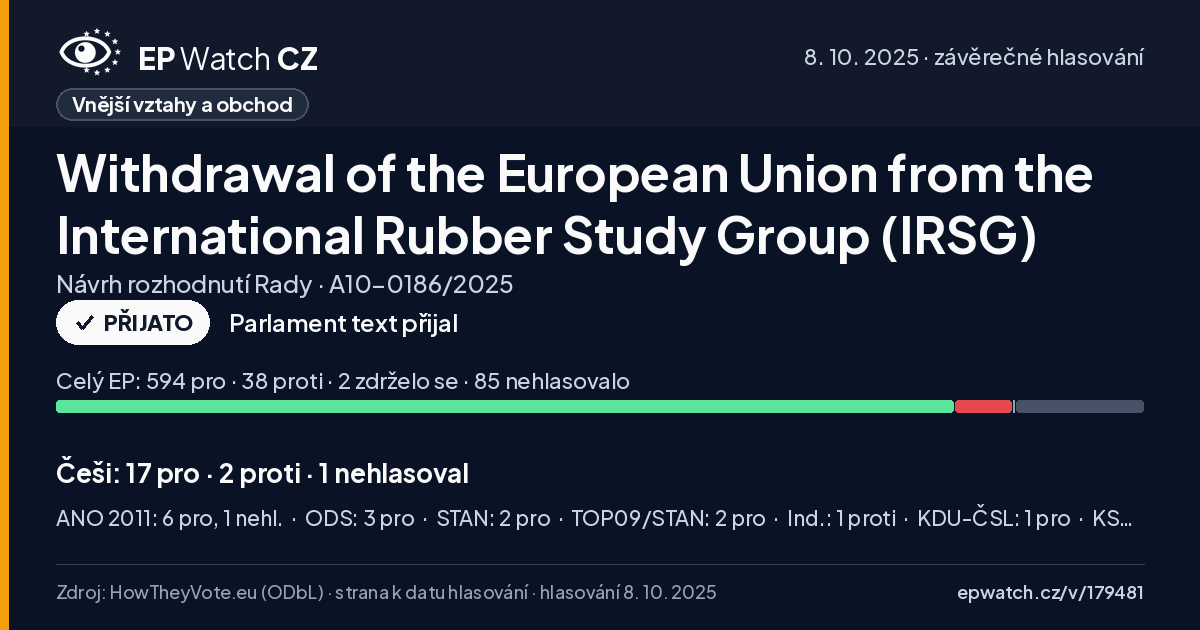 EP Watch CZ
8. 10. 2025 · závěrečné hlasování
Vnější vztahy a obchod
Withdrawal of the European Union from the
International Rubber Study Group (IRSG)
Návrh rozhodnutí Rady · A10-0186/2025
✓ PŘIJATO Parlament text přijal
Celý EP: 594 pro · 38 proti · 2 zdrželo se · 85 nehlasovalo
Češi: 17 pro · 2 proti · 1 nehlasoval
ANO 2011: 6 pro, 1 nehl. · ODS: 3 pro · STAN: 2 pro · TOP09/STAN: 2 pro · Ind.: 1 proti · KDU-ČSL: 1 pro · KS…
Zdroj: HowTheyVote.eu (ODbL) · strana k datu hlasování · hlasování 8. 10. 2025
epwatch.cz/v/179481